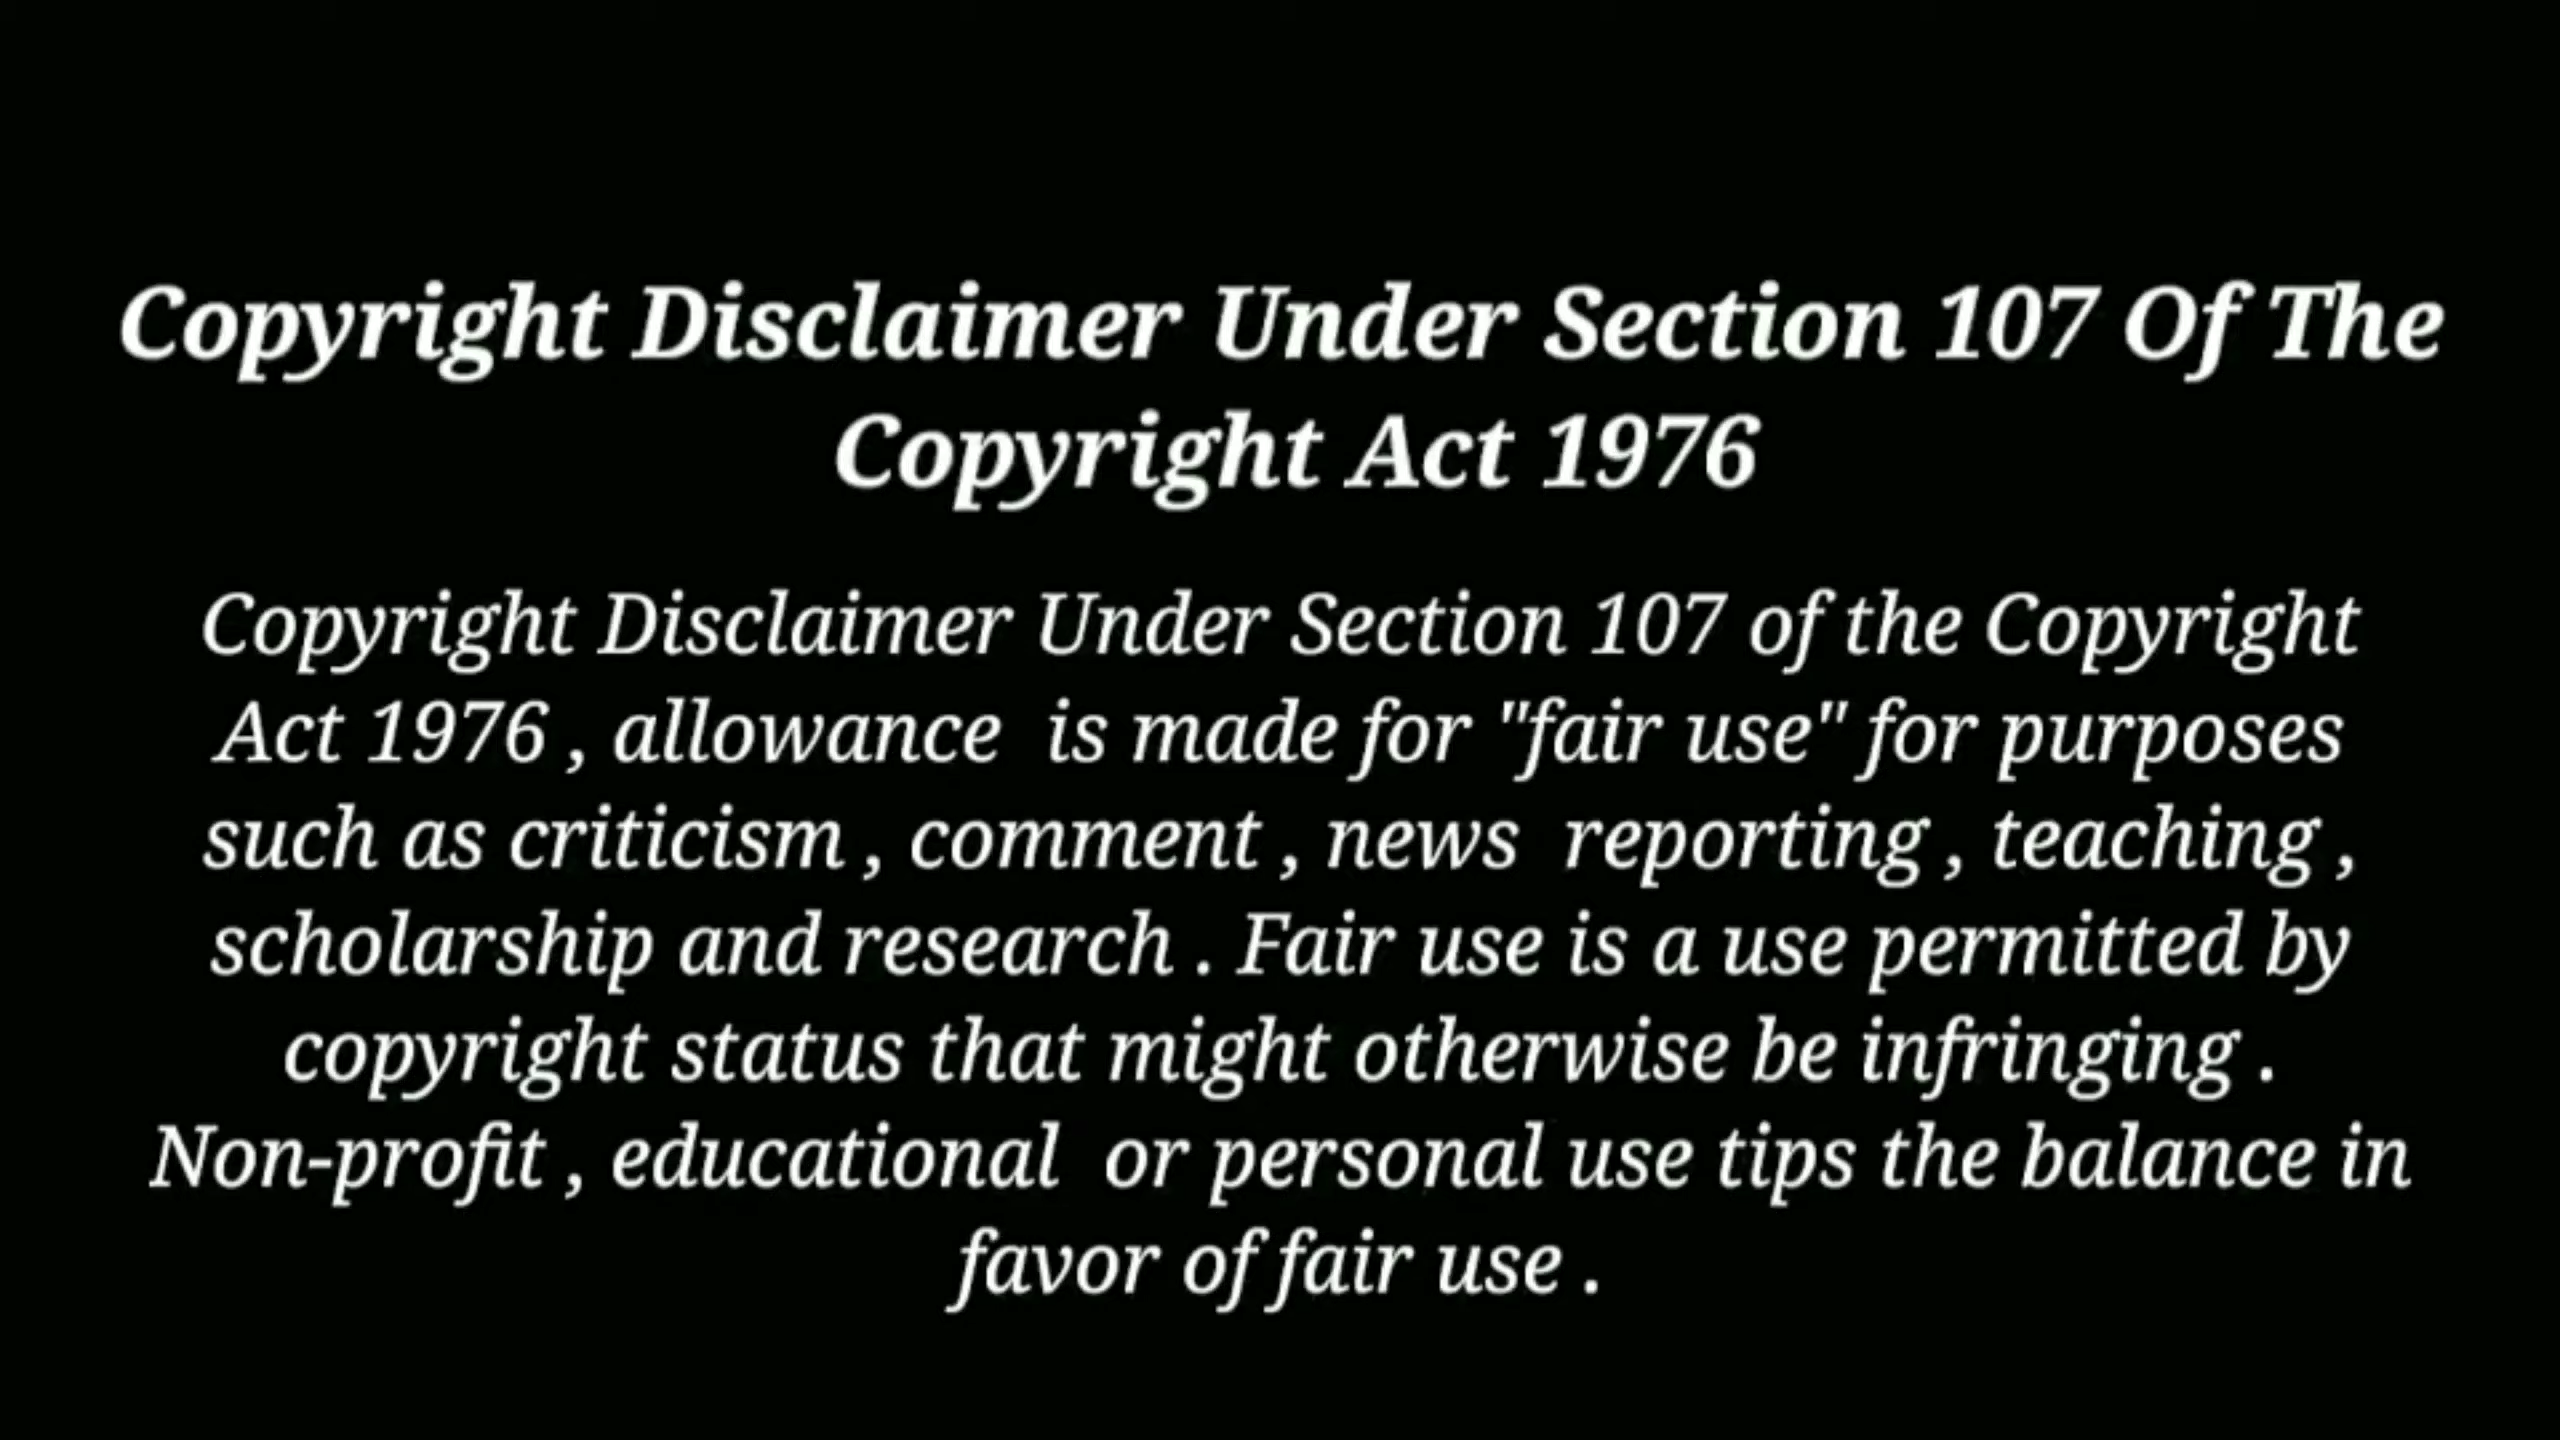 Copyright Disclaimer Under Section 107 Of The
Copyright Act 1976
Copyright Disclaimer Under Section 107 of the Copyright
Act 1976 , allowance  is made for "fair use" for purposes
such as criticism , comment , news  reporting , teaching ,
scholarship and research . Fair use is a use permitted by
copyright status that might otherwise be infringing .
Non-profit , educational  or personal use tips the balance in
favor of fair use .